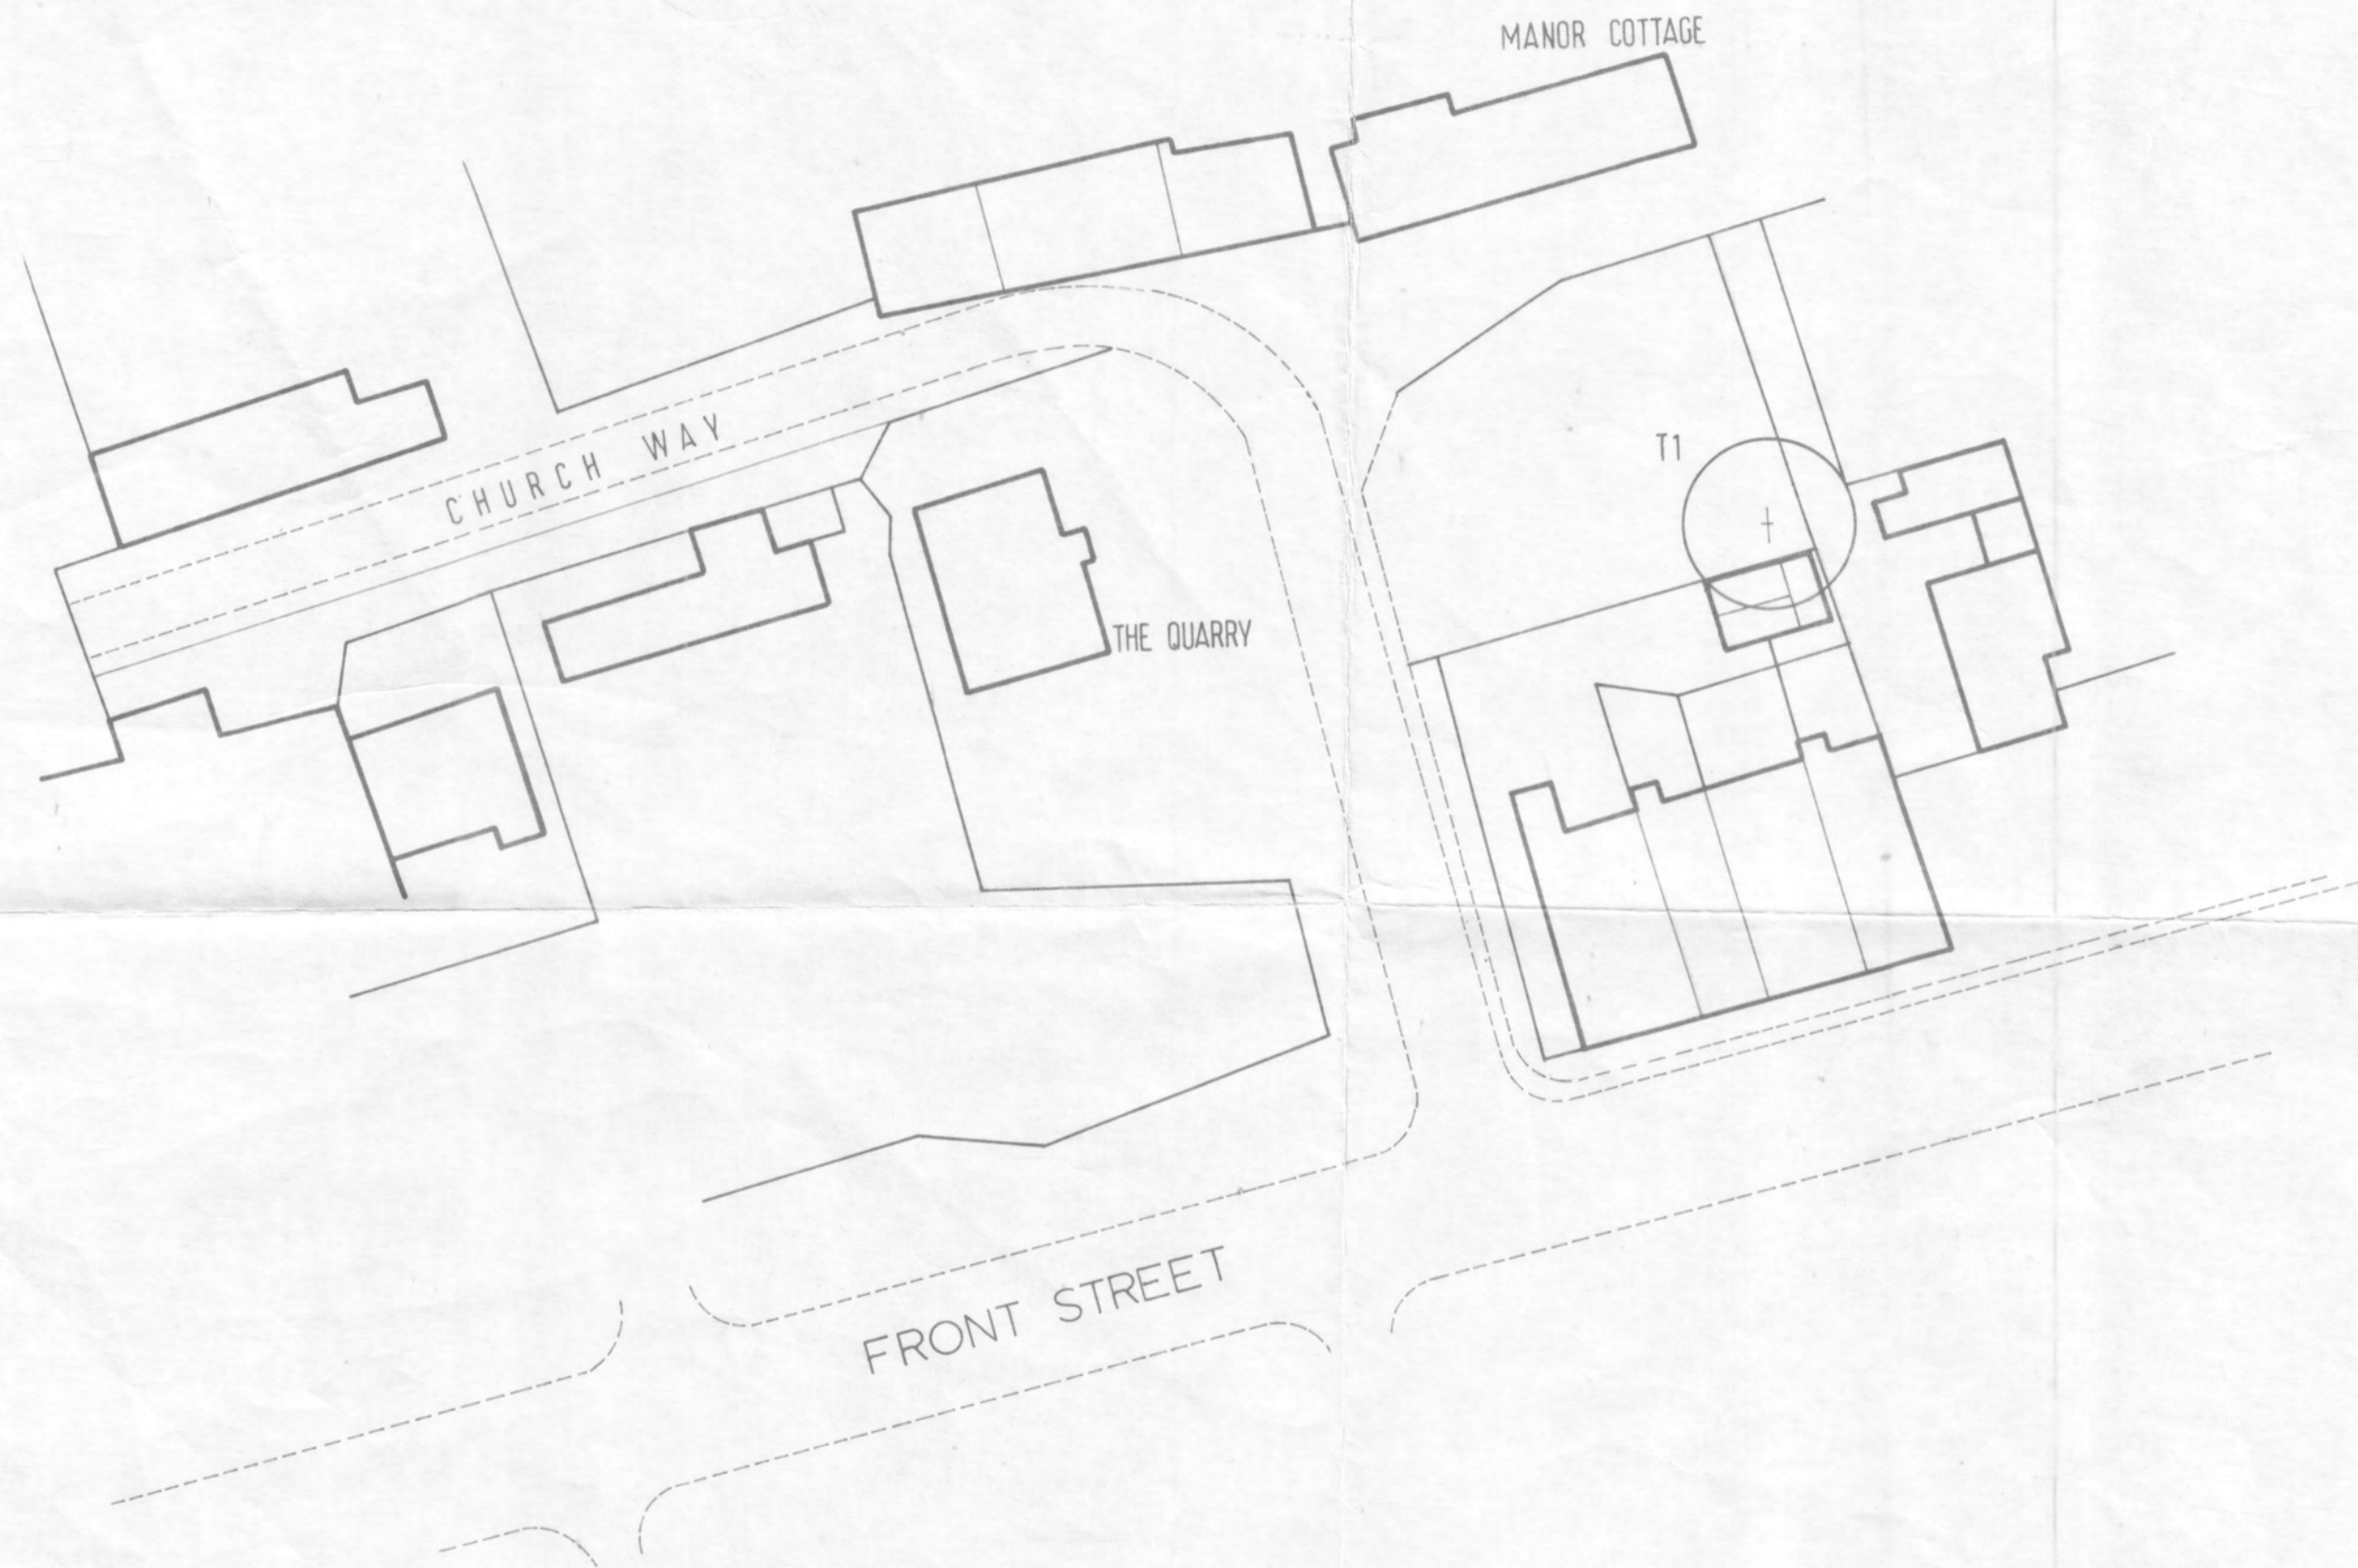 MANOR COTTAGE
T1
CHURCH WAY
THE QUARRY
FRONT STREET